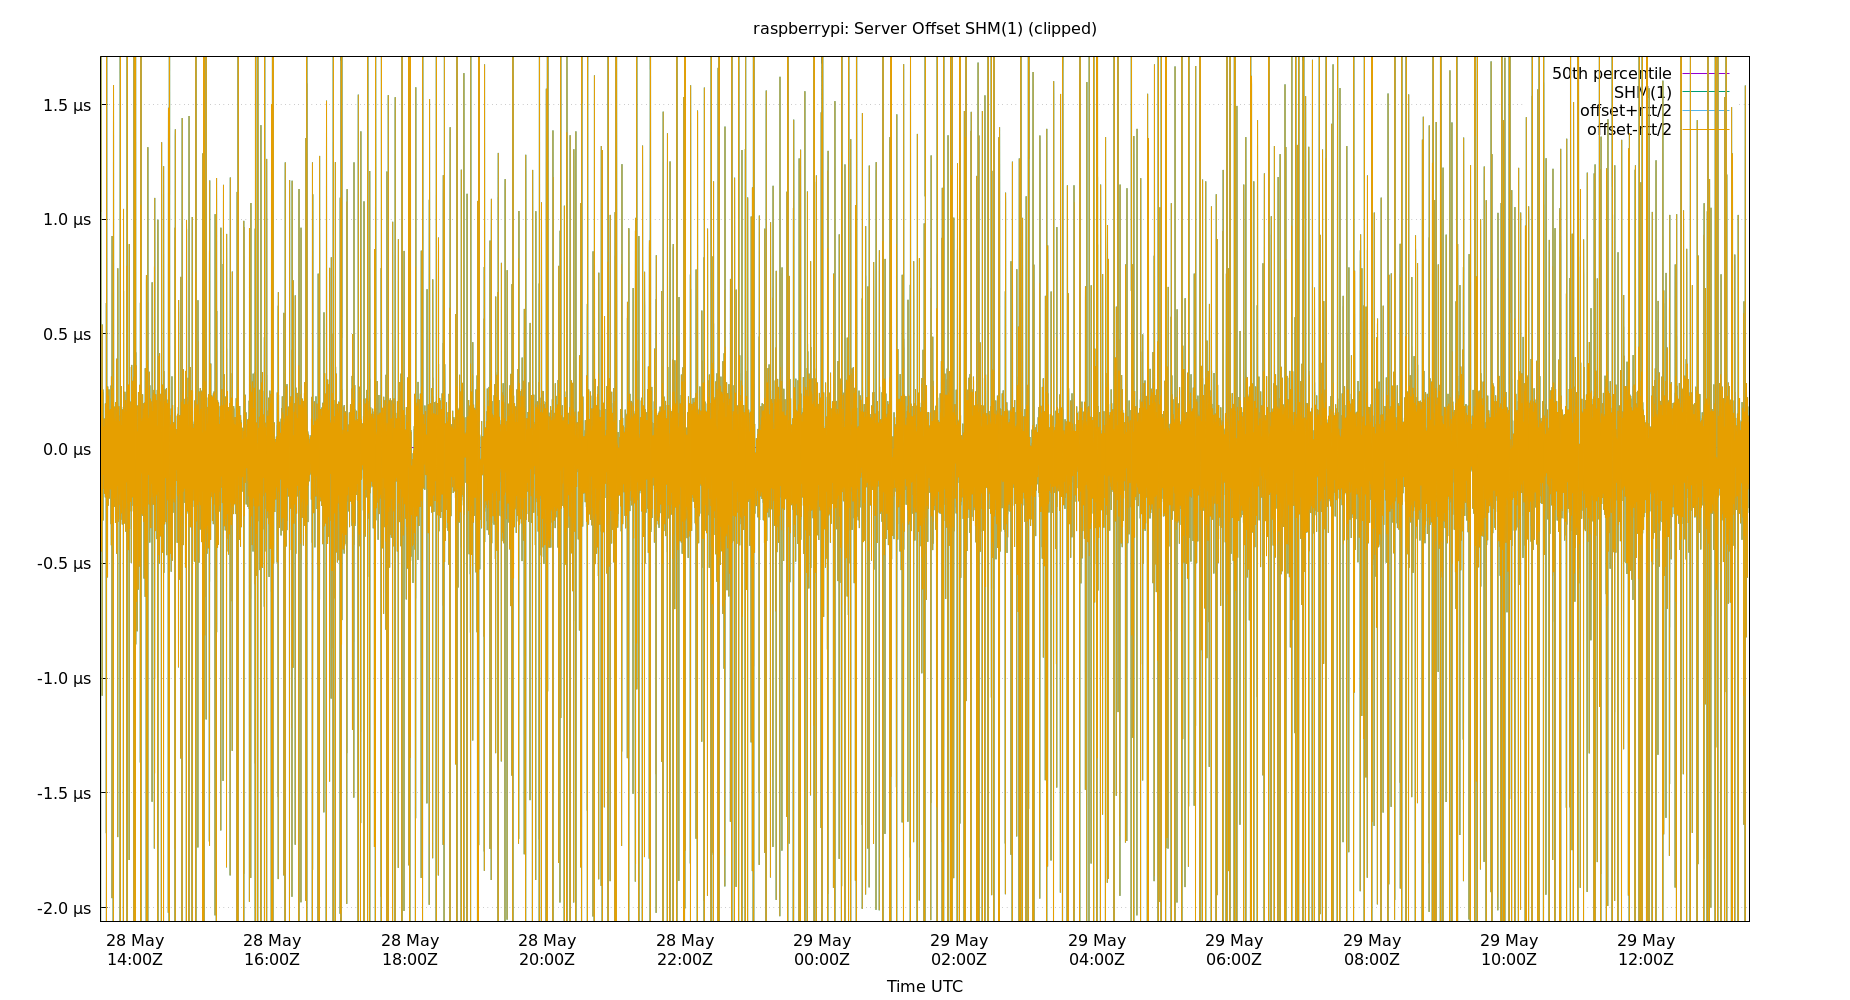 raspberrypi: Server Offset SHM(1) (clipped)
50th percentile
SHM(1)
offset+rtt/2
offset-rtt/2
1.5 µs
1.0 µs
0.5 µs
0.0 µs
-0.5 µs
-1.0 µs
-1.5 µs
-2.0 µs
28 May 28 May 28 May 28 May 28 May 29 May 29 May 29 May 29 May 29 May 29 May 29 May
14:00Z 16:00Z 18:00Z 20:00Z 22:00Z 00:00Z 02:00Z 04:00Z 06:00Z 08:00Z 10:00Z 12:00Z
Time UTC